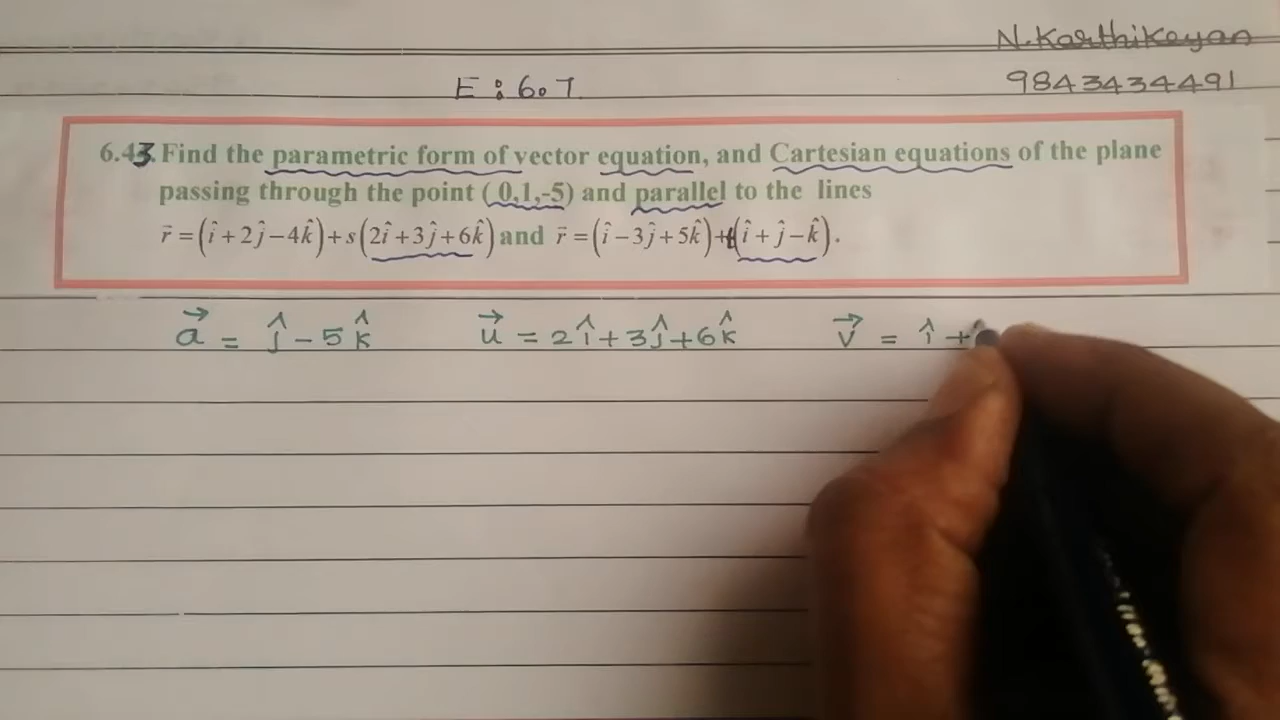 N.Karthikeyan
9843434491
E : 6.7
6.43. Find the parametric form of vector equation, and Cartesian equations of the plane
passing through the point (0,1,-5) and parallel to the lines
r⃗ = (î + 2ĵ − 4k̂) + s(2î + 3ĵ + 6k̂) and r⃗ = (î − 3ĵ + 5k̂) + t(î + ĵ − k̂).
a⃗ = ĵ − 5k̂ u⃗ = 2î + 3ĵ + 6k̂ v⃗ = î +